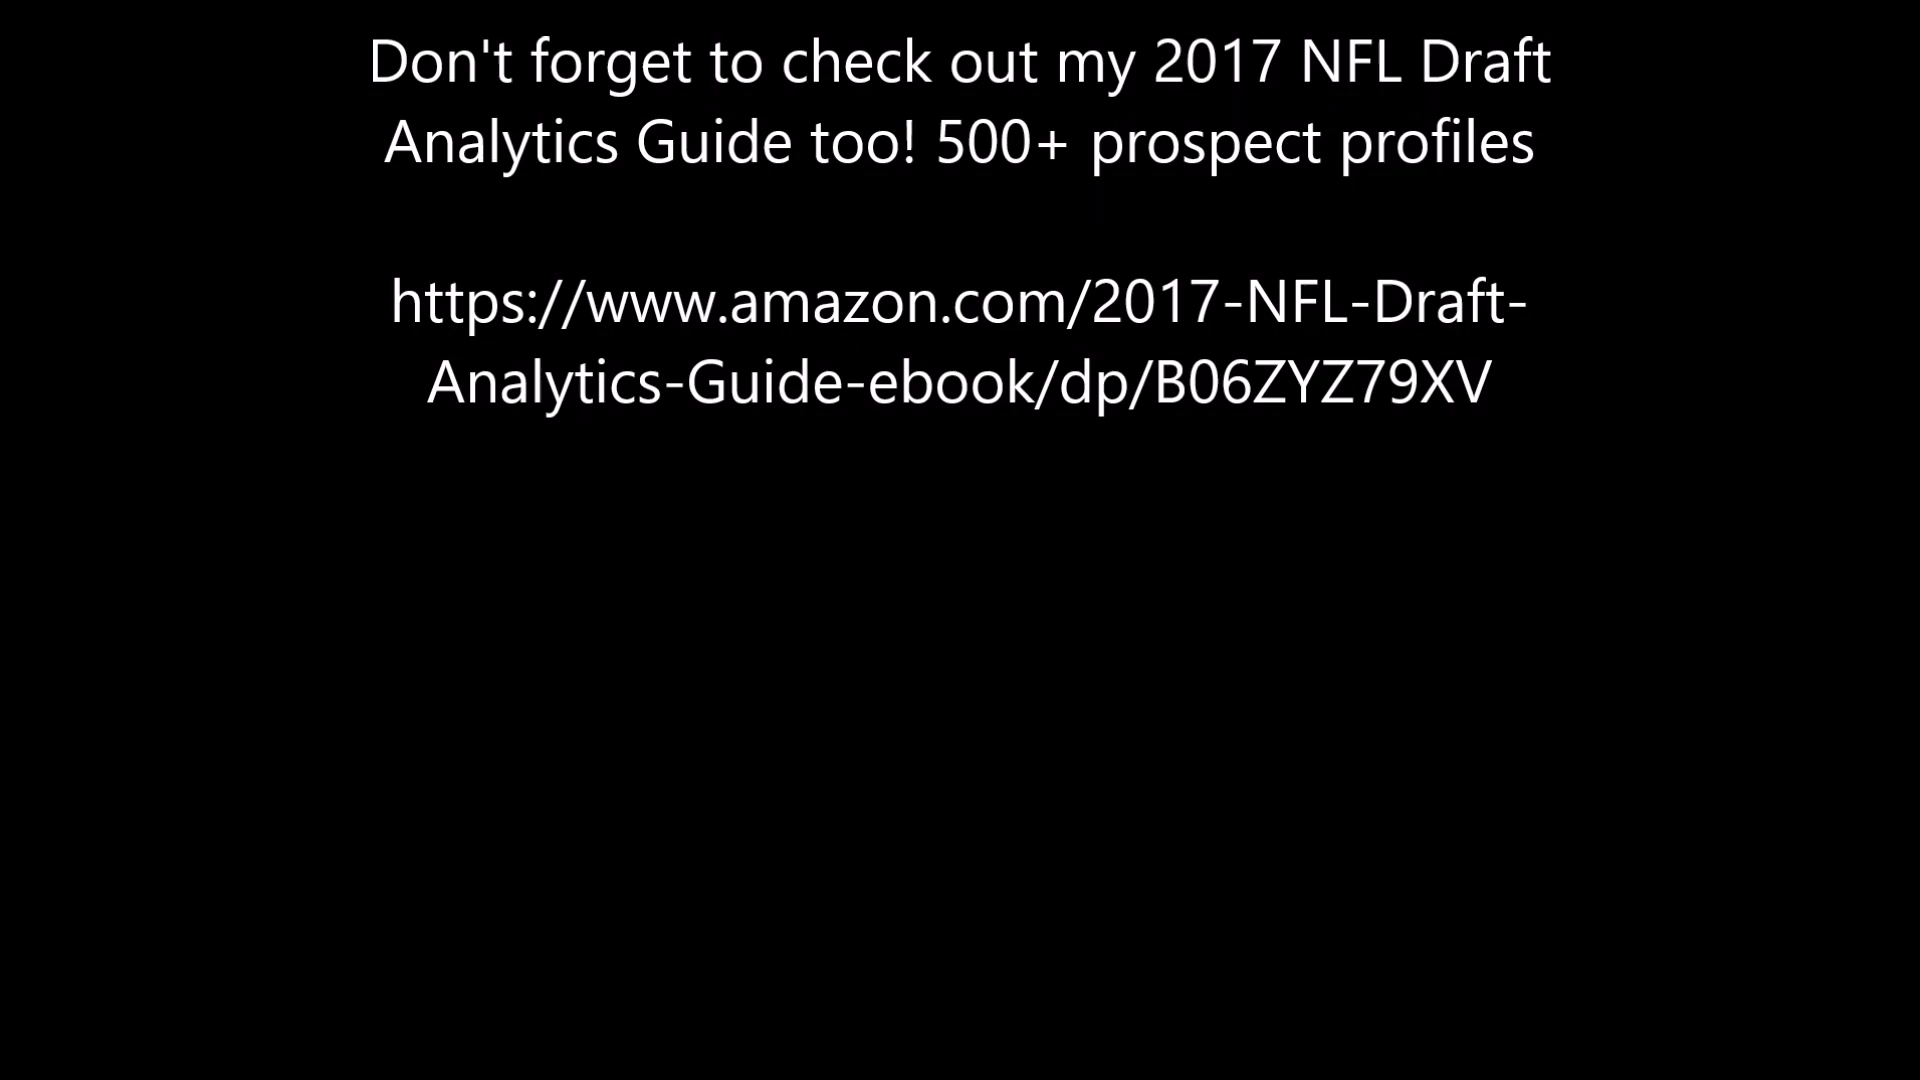 Don't forget to check out my 2017 NFL Draft
Analytics Guide too! 500+ prospect profiles
https://www.amazon.com/2017-NFL-Draft-
Analytics-Guide-ebook/dp/B06ZYZ79XV